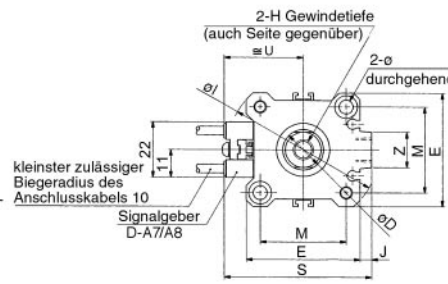 2-H Gewindetiefe
(auch Seite gegenüber)
≅U
2-ø
durchgehend
øI
22
11
kleinster zulässiger
Biegeradius des
Anschlusskabels 10
Signalgeber
D-A7/A8
Z
M
E
øD
M
E
J
S